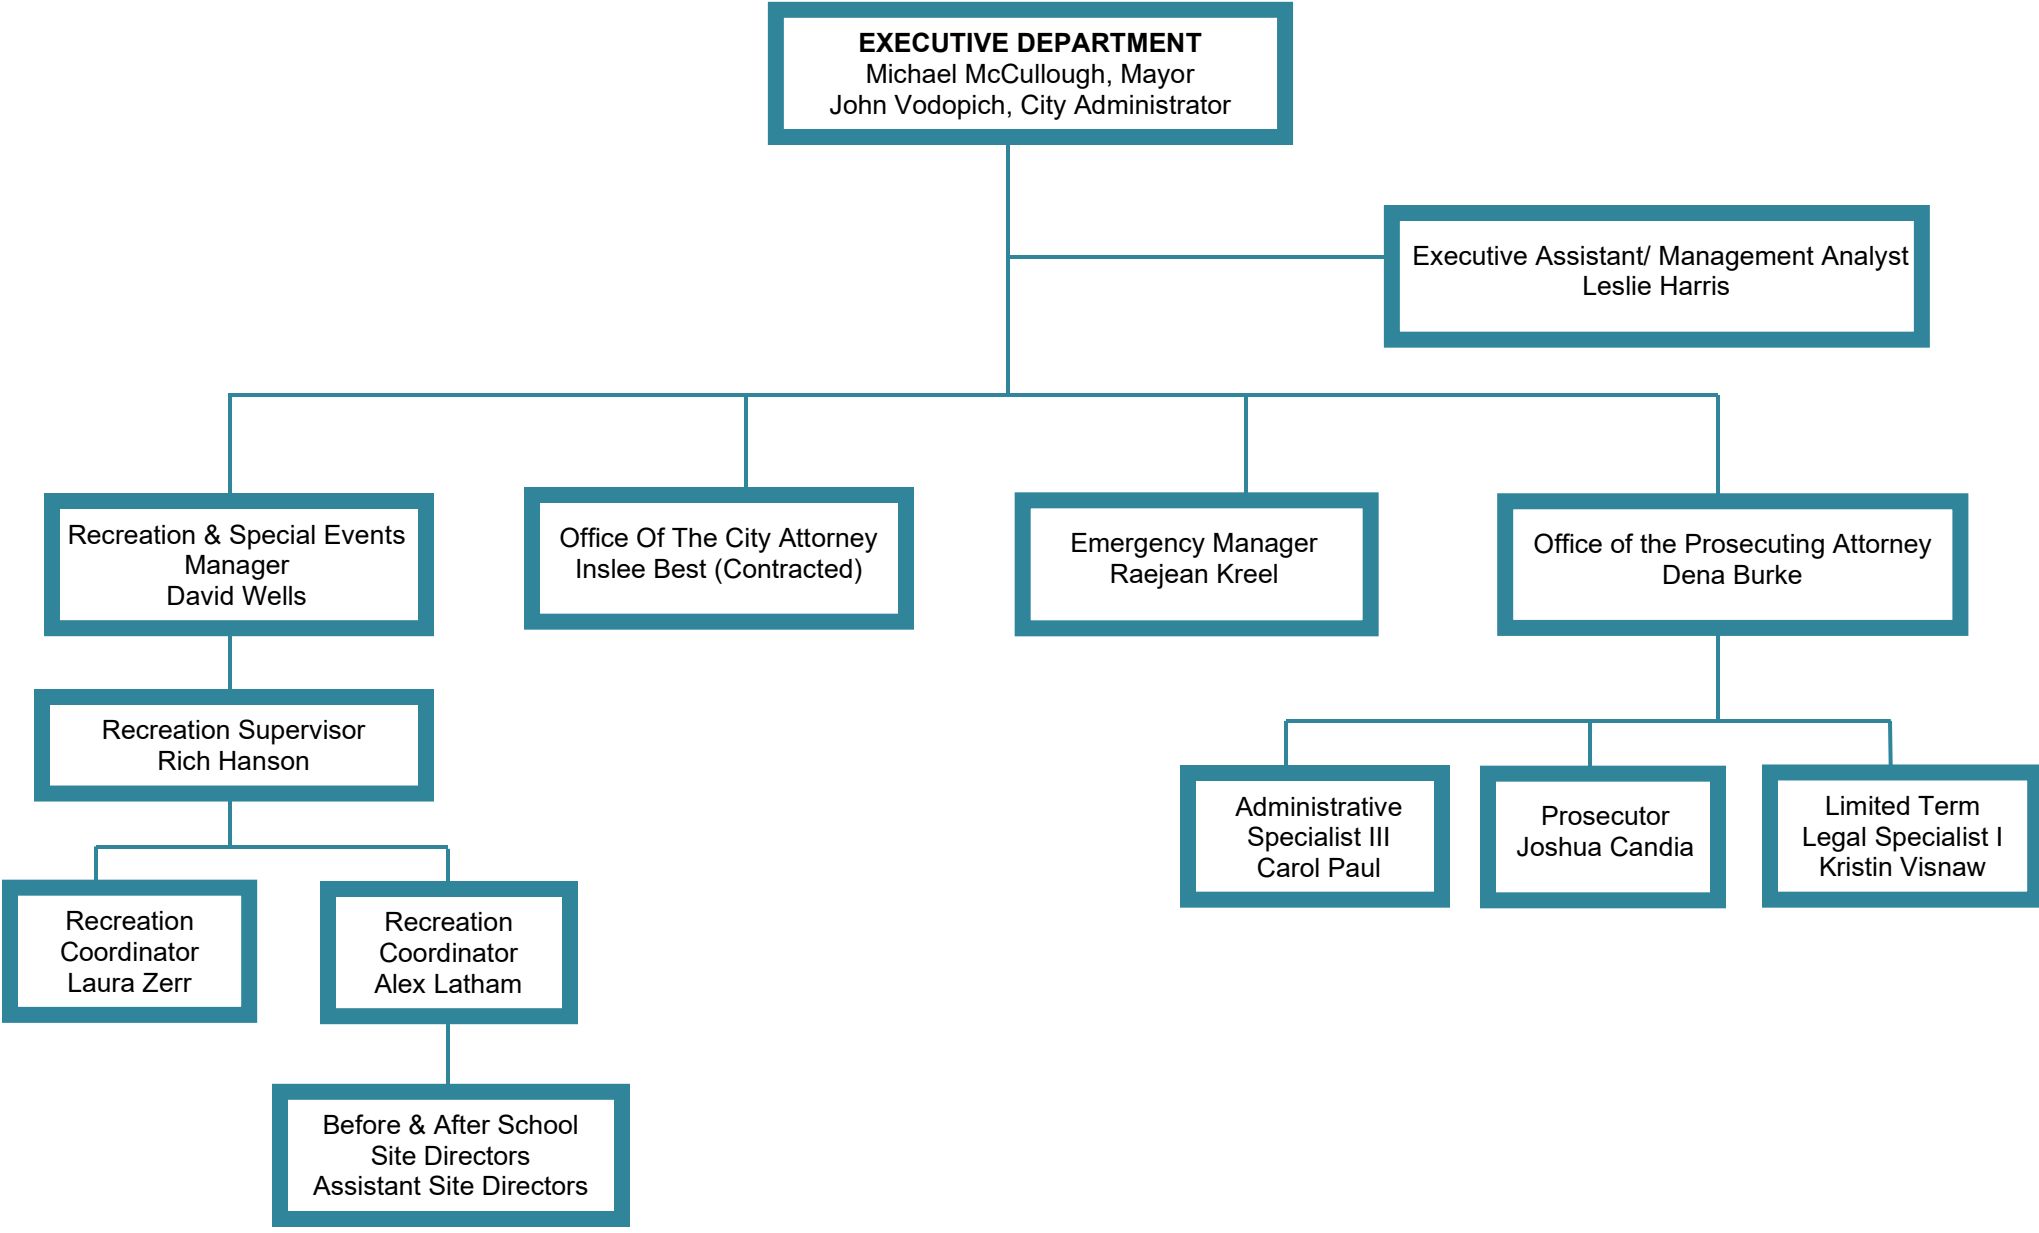 EXECUTIVE DEPARTMENT
Michael McCullough, Mayor
John Vodopich, City Administrator
Executive Assistant/ Management Analyst
Leslie Harris
Recreation & Special Events
Manager
David Wells
Office Of The City Attorney
Inslee Best (Contracted)
Emergency Manager
Raejean Kreel
Office of the Prosecuting Attorney
Dena Burke
Recreation Supervisor
Rich Hanson
Administrative
Specialist III
Carol Paul
Prosecutor
Joshua Candia
Limited Term
Legal Specialist I
Kristin Visnaw
Recreation
Coordinator
Laura Zerr
Recreation
Coordinator
Alex Latham
Before & After School
Site Directors
Assistant Site Directors